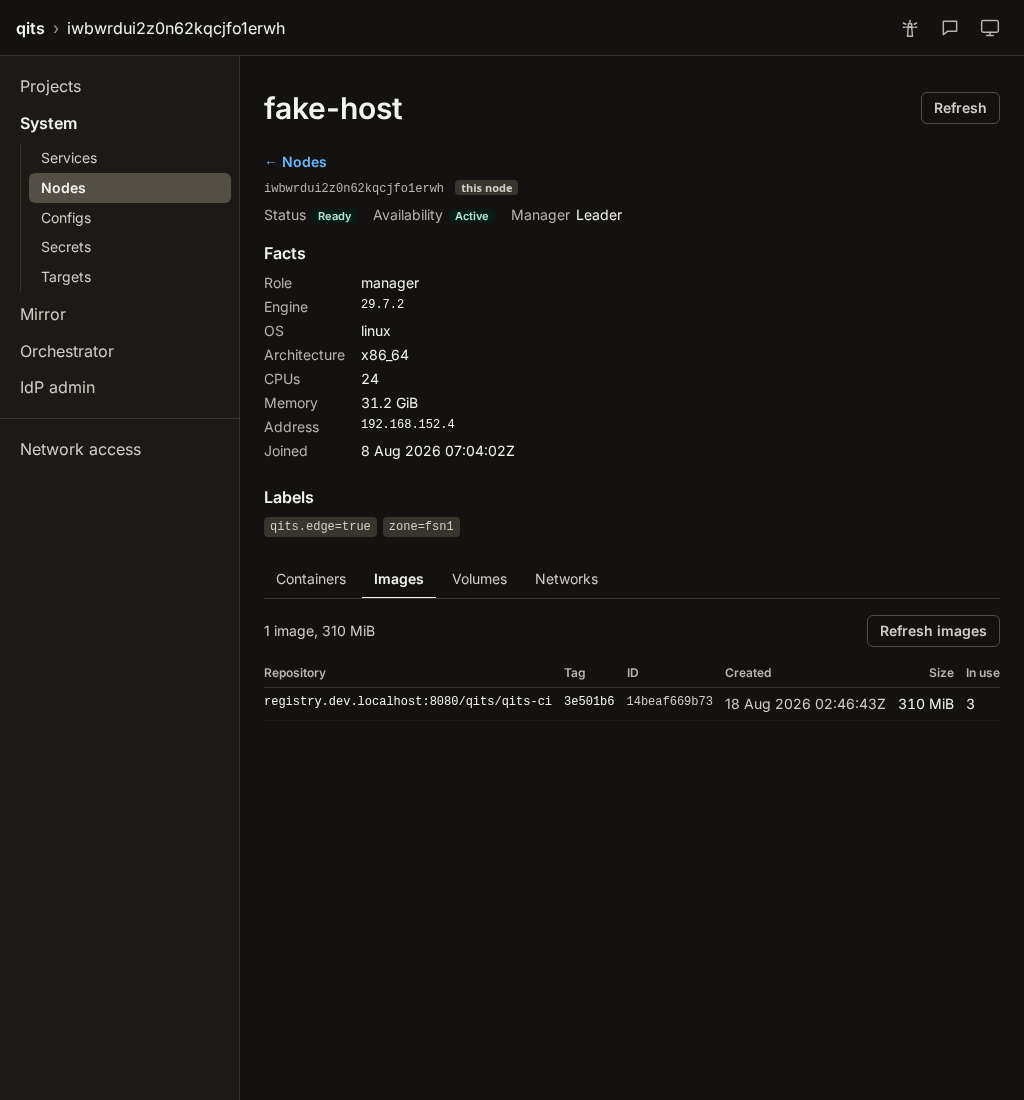 qits › iwbwrdui2z0n62kqcjfo1erwh
Projects
System
Services
Nodes
Configs
Secrets
Targets
Mirror
Orchestrator
IdP admin
Network access
fake-host
Refresh
← Nodes
iwbwrdui2z0n62kqcjfo1erwh this node
Status Ready Availability Active Manager Leader
Facts
Role manager
Engine 29.7.2
OS linux
Architecture x86_64
CPUs 24
Memory 31.2 GiB
Address 192.168.152.4
Joined 8 Aug 2026 07:04:02Z
Labels
qits.edge=true zone=fsn1
Containers Images Volumes Networks
1 image, 310 MiB
Refresh images
Repository Tag ID Created Size In use
registry.dev.localhost:8080/qits/qits-ci 3e501b6 14beaf669b73 18 Aug 2026 02:46:43Z 310 MiB 3